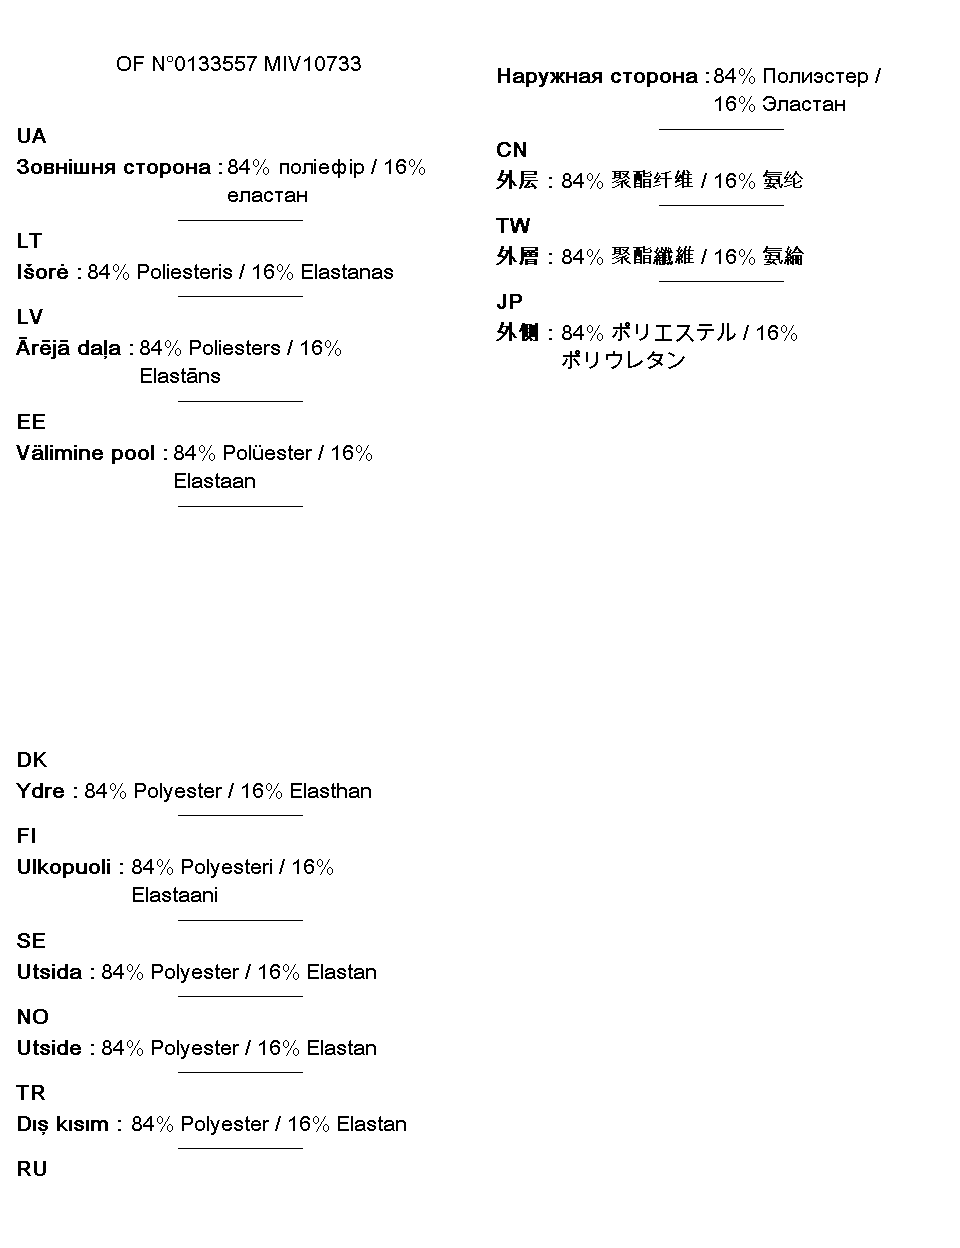 OF N°0133557 MIV10733
UA
Зовнішня сторона : 84% поліефір / 16%
еластан
LT
Išorė : 84% Poliesteris / 16% Elastanas
LV
Ārējā daļa : 84% Poliesters / 16%
Elastāns
EE
Välimine pool : 84% Polüester / 16%
Elastaan
DK
Ydre : 84% Polyester / 16% Elasthan
FI
Ulkopuoli : 84% Polyesteri / 16%
Elastaani
SE
Utsida : 84% Polyester / 16% Elastan
NO
Utside : 84% Polyester / 16% Elastan
TR
Dış kısım : 84% Polyester / 16% Elastan
RU
Наружная сторона : 84% Полиэстер /
16% Эластан
CN
外层 : 84% 聚酯纤维 / 16% 氨纶
TW
外層 : 84% 聚酯纖維 / 16% 氨綸
JP
外側 : 84% ポリエステル / 16%
ポリウレタン